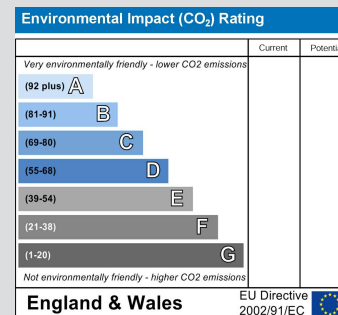 Environmental Impact (CO₂) Rating
Current Potentia
Very environmentally friendly - lower CO2 emissions
(92 plus) A
(81-91) B
(69-80) C
(55-68) D
(39-54) E
(21-38) F
(1-20) G
Not environmentally friendly - higher CO2 emissions
England & Wales
EU Directive
2002/91/EC